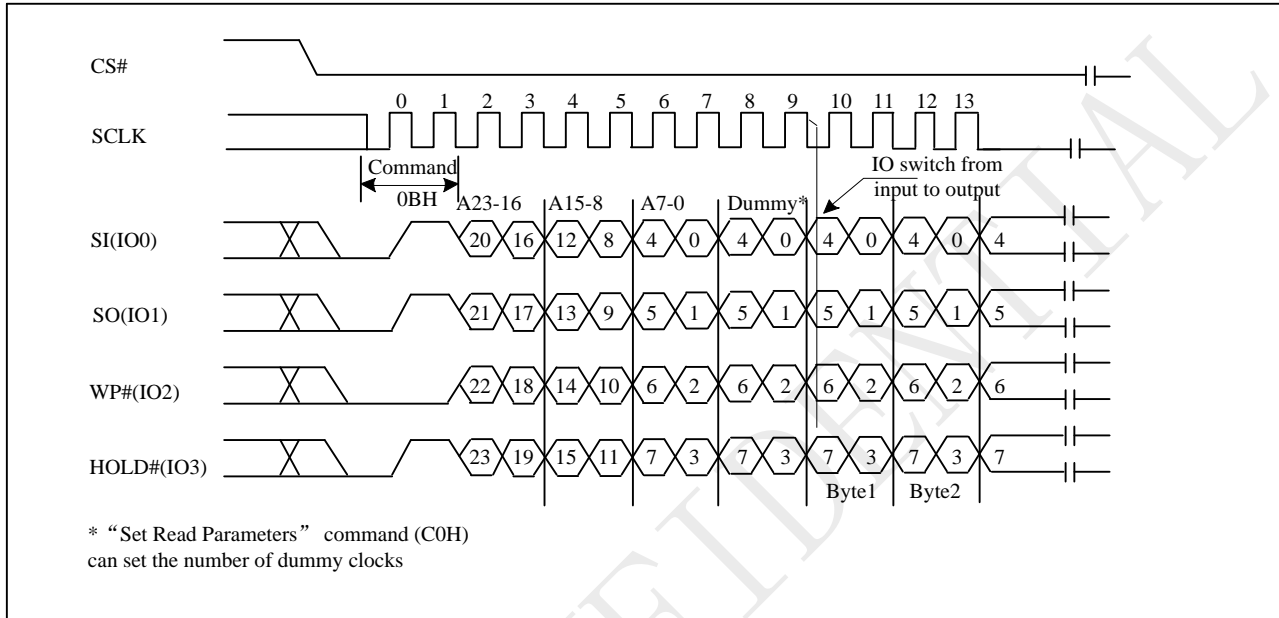 CS#
0 1 2 3 4 5 6 7 8 9 10 11 12 13
SCLK
Command
0BH
IO switch from
input to output
A23-16 A15-8 A7-0 Dummy*
SI(IO0) 20 16 12 8 4 0 4 0 4 0 4 0 4
SO(IO1) 21 17 13 9 5 1 5 1 5 1 5 1 5
WP#(IO2) 22 18 14 10 6 2 6 2 6 2 6 2 6
HOLD#(IO3) 23 19 15 11 7 3 7 3 7 3 7 3 7
Byte1 Byte2
* “Set Read Parameters” command (C0H)
can set the number of dummy clocks
FIDENTIAL